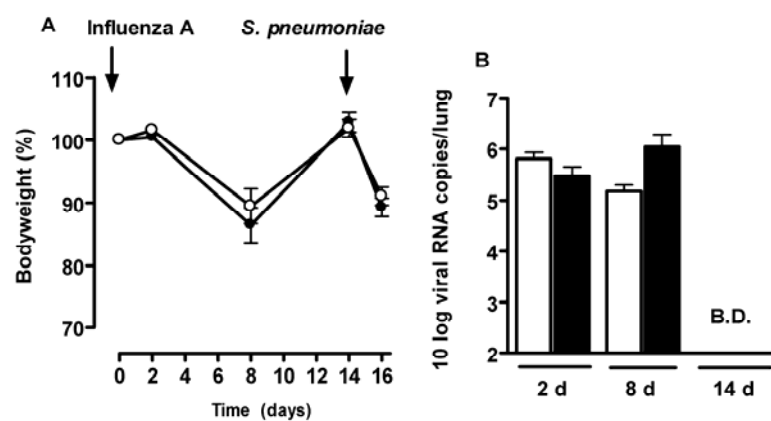 A
Influenza A
S. pneumoniae
110
100
90
80
70
Bodyweight (%)
0 2 4 6 8 10 12 14 16
Time (days)
B
7
6
5
4
3
2
10 log viral RNA copies/lung
B.D.
2 d 8 d 14 d